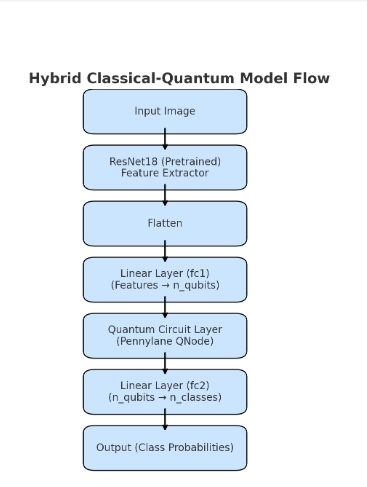 Hybrid Classical-Quantum Model Flow
Input Image
ResNet18 (Pretrained)
Feature Extractor
Flatten
Linear Layer (fc1)
(Features → n_qubits)
Quantum Circuit Layer
(Pennylane QNode)
Linear Layer (fc2)
(n_qubits → n_classes)
Output (Class Probabilities)